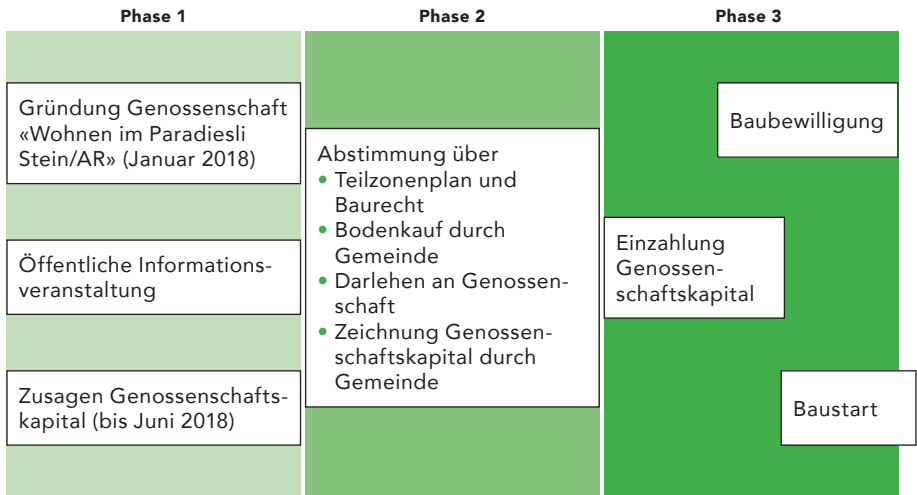 Phase 1
Gründung Genossenschaft
«Wohnen im Paradiesli
Stein/AR» (Januar 2018)
Öffentliche Informations-
veranstaltung
Zusagen Genossenschafts-
kapital (bis Juni 2018)
Phase 2
Abstimmung über
• Teilzonenplan und
Baurecht
• Bodenkauf durch
Gemeinde
• Darlehen an Genossen-
schaft
• Zeichnung Genossen-
schaftskapital durch
Gemeinde
Phase 3
Baubewilligung
Einzahlung
Genossen-
schaftskapital
Baustart